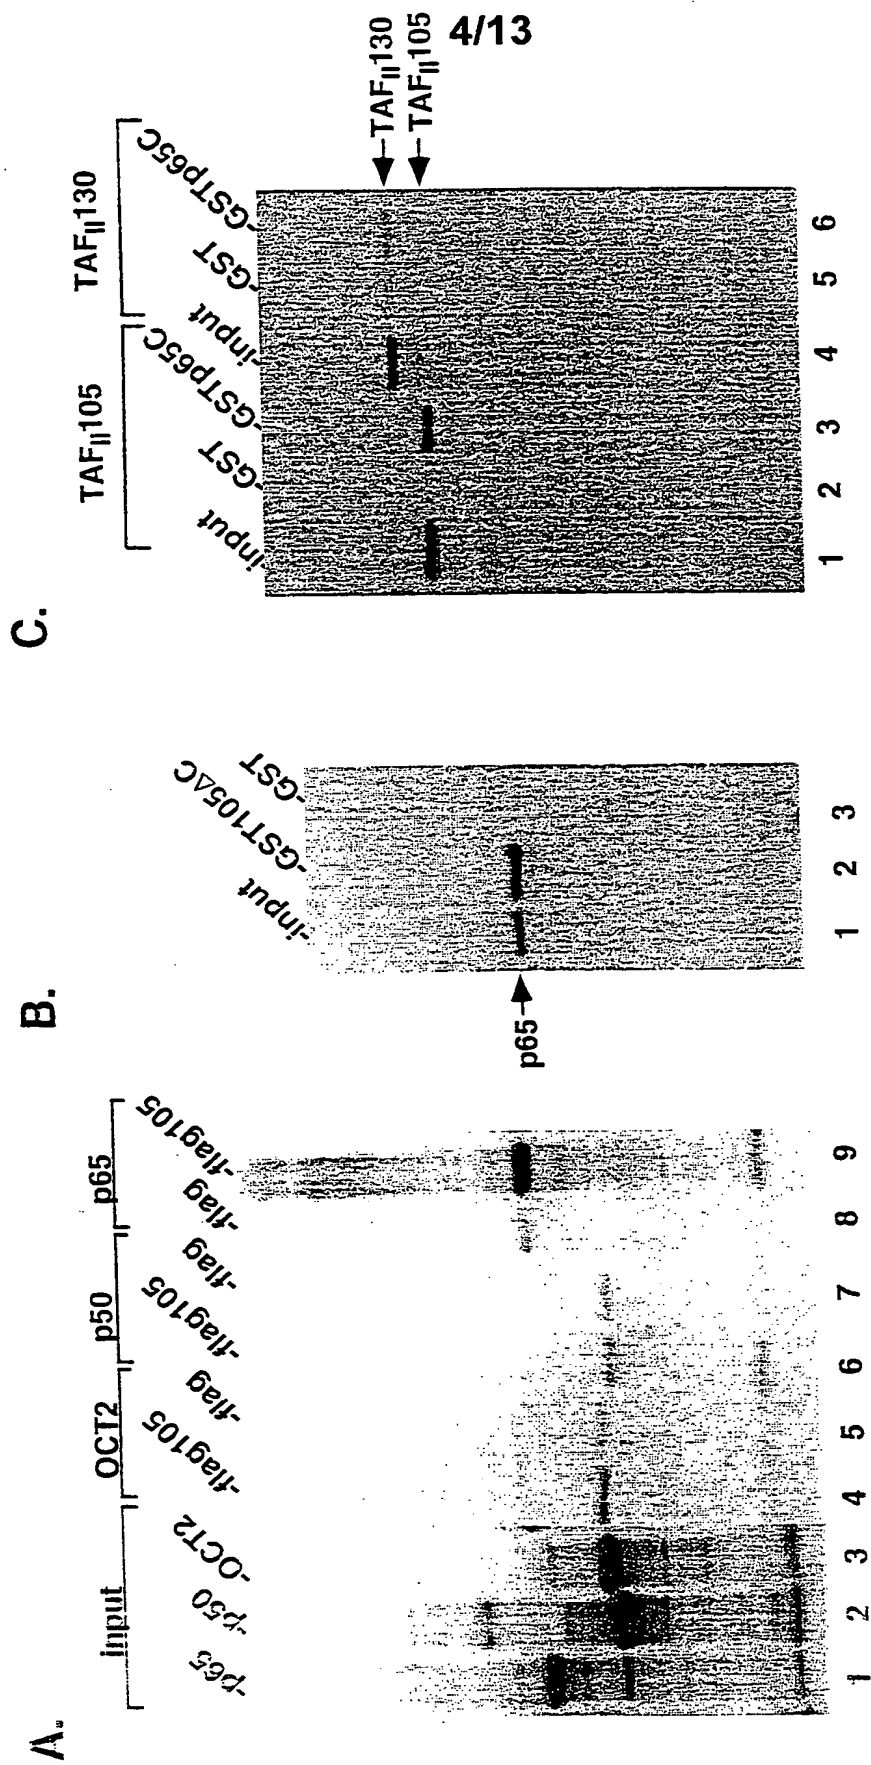 4/13
A.
input
OCT2
p50
p65
-p65
-p50
-OCT2
-flag105
-flag
-flag105
-flag
-flag
-flag105
1 2 3 4 5 6 7 8 9
B.
-input
-GST105ΔC
-GST
p65-
1 2 3
C.
TAFII105
TAFII130
-input
-GST
-GSTp65C
-input
-GST
-GSTp65C
-TAFII130
-TAFII105
1 2 3 4 5 6